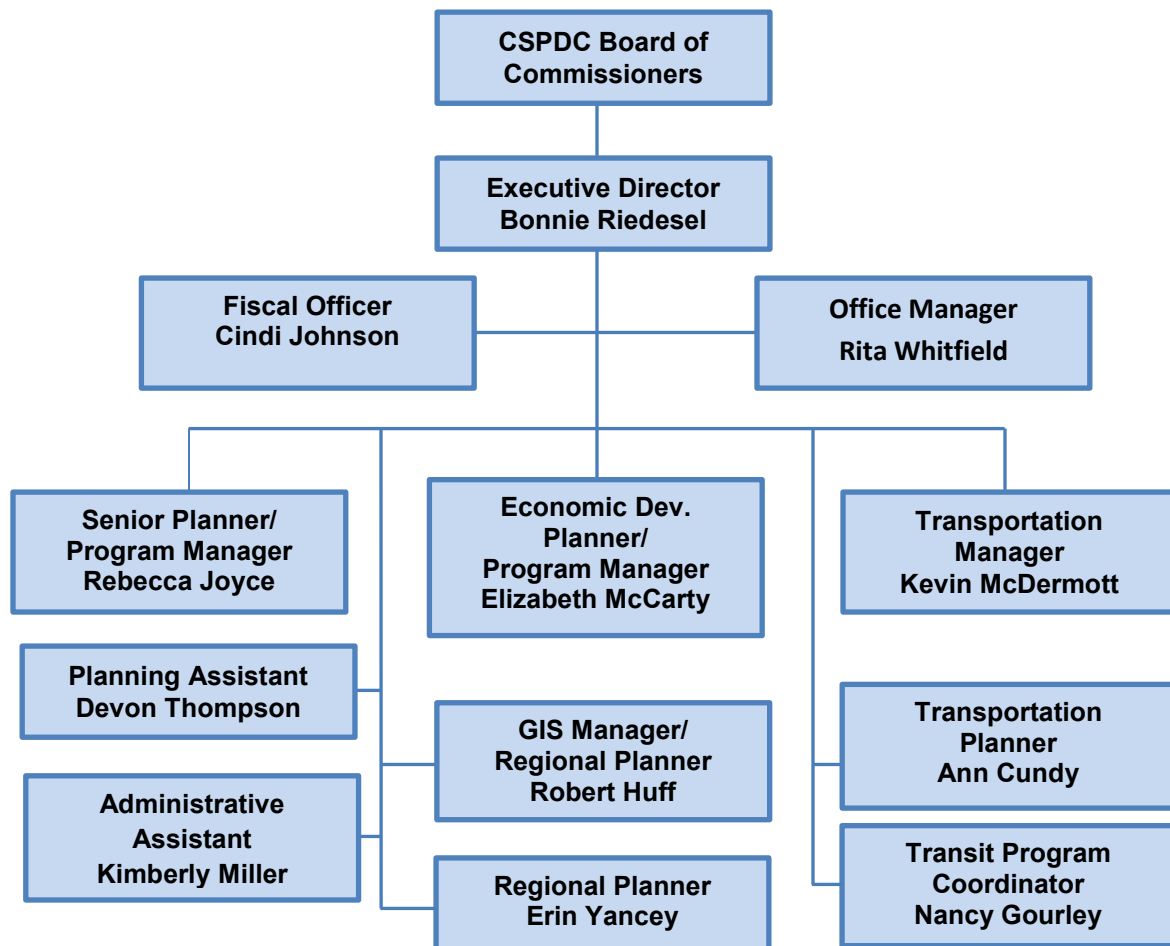 CSPDC Board of
Commissioners
Executive Director
Bonnie Riedesel
Fiscal Officer
Cindi Johnson
Office Manager
Rita Whitfield
Senior Planner/
Program Manager
Rebecca Joyce
Economic Dev.
Planner/
Program Manager
Elizabeth McCarty
Transportation
Manager
Kevin McDermott
Planning Assistant
Devon Thompson
GIS Manager/
Regional Planner
Robert Huff
Transportation
Planner
Ann Cundy
Administrative
Assistant
Kimberly Miller
Regional Planner
Erin Yancey
Transit Program
Coordinator
Nancy Gourley